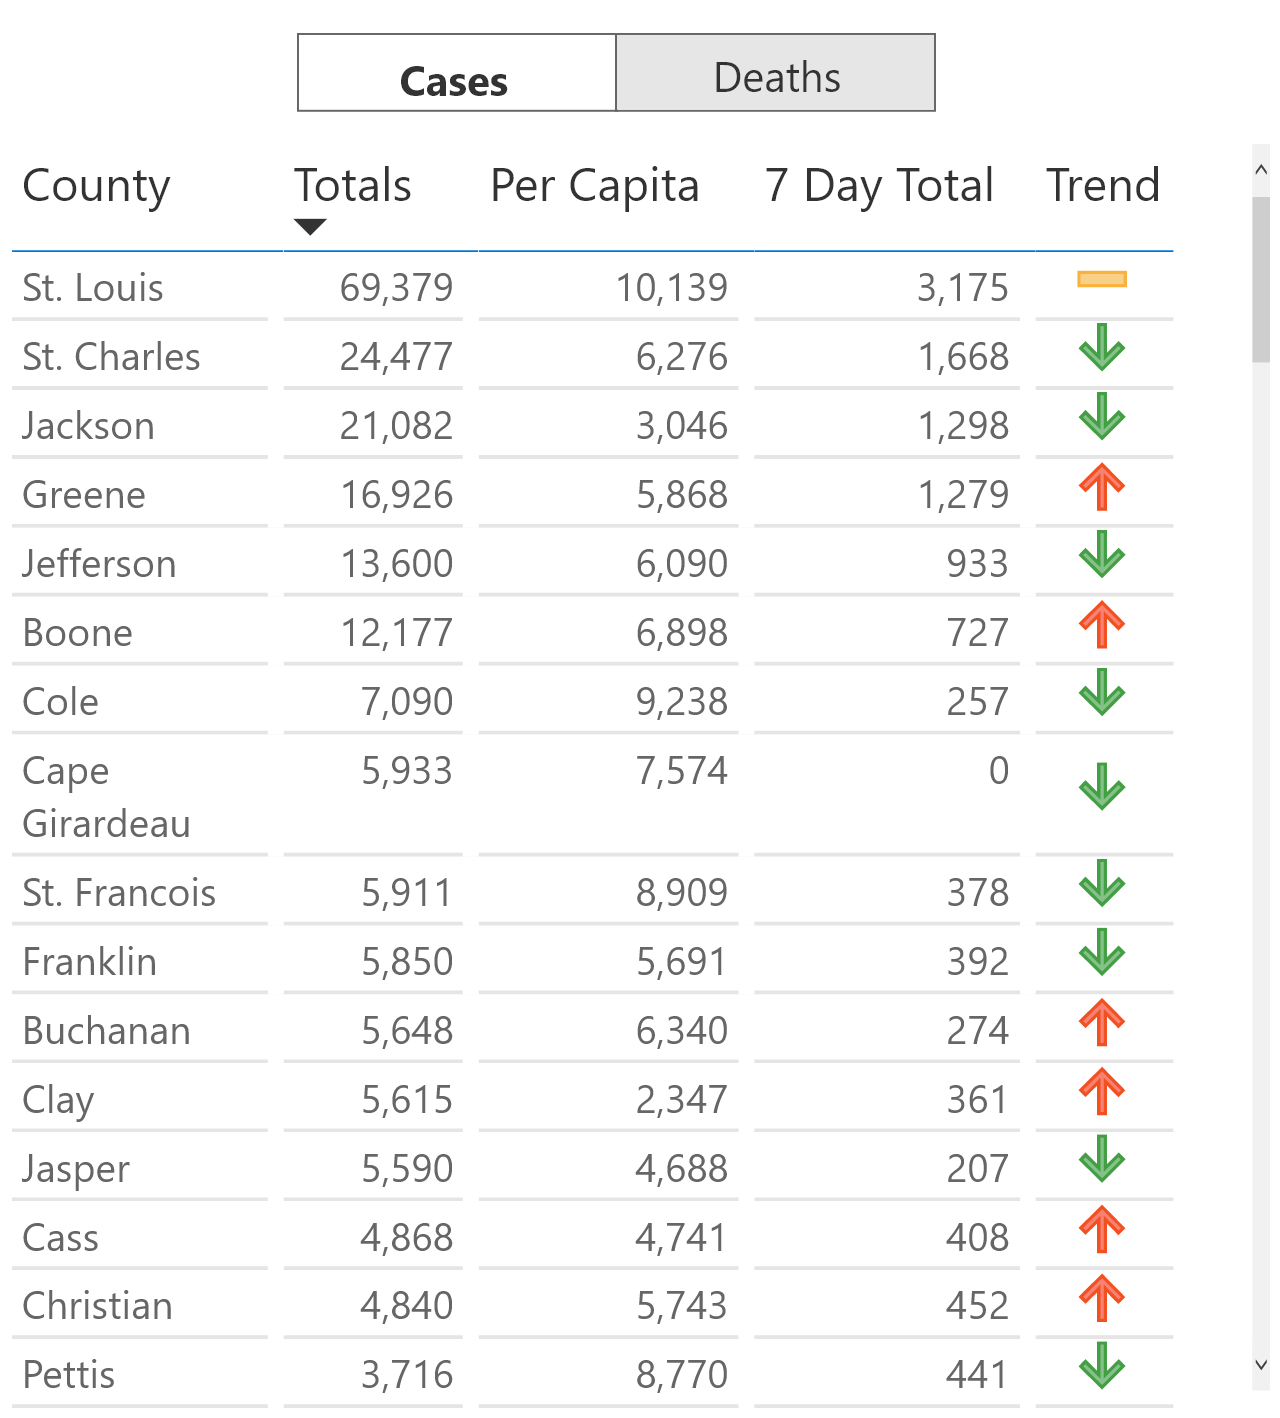 Cases Deaths
County Totals Per Capita 7 Day Total Trend
St. Louis 69,379 10,139 3,175
St. Charles 24,477 6,276 1,668
Jackson 21,082 3,046 1,298
Greene 16,926 5,868 1,279
Jefferson 13,600 6,090 933
Boone 12,177 6,898 727
Cole 7,090 9,238 257
Cape 5,933 7,574 0
Girardeau
St. Francois 5,911 8,909 378
Franklin 5,850 5,691 392
Buchanan 5,648 6,340 274
Clay 5,615 2,347 361
Jasper 5,590 4,688 207
Cass 4,868 4,741 408
Christian 4,840 5,743 452
Pettis 3,716 8,770 441